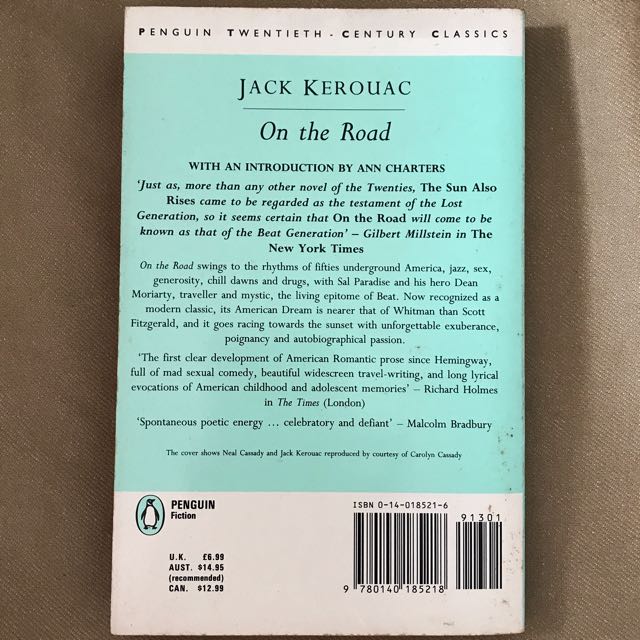 PENGUIN TWENTIETH-CENTURY CLASSICS
JACK KEROUAC
On the Road
WITH AN INTRODUCTION BY ANN CHARTERS
‘Just as, more than any other novel of the Twenties, The Sun Also
Rises came to be regarded as the testament of the Lost
Generation, so it seems certain that On the Road will come to be
known as that of the Beat Generation’ – Gilbert Millstein in The
New York Times
On the Road swings to the rhythms of fifties underground America, jazz, sex,
generosity, chill dawns and drugs, with Sal Paradise and his hero Dean
Moriarty, traveller and mystic, the living epitome of Beat. Now recognized as a
modern classic, its American Dream is nearer that of Whitman than Scott
Fitzgerald, and it goes racing towards the sunset with unforgettable exuberance,
poignancy and autobiographical passion.
‘The first clear development of American Romantic prose since Hemingway,
full of mad sexual comedy, beautiful widescreen travel-writing, and long lyrical
evocations of American childhood and adolescent memories’ – Richard Holmes
in The Times (London)
‘Spontaneous poetic energy … celebratory and defiant’ – Malcolm Bradbury
The cover shows Neal Cassady and Jack Kerouac reproduced by courtesy of Carolyn Cassady
PENGUIN
Fiction
U.K. £6.99
AUST. $14.95
(recommended)
CAN. $12.99
ISBN 0-14-018521-6
91301
9 780140 185218